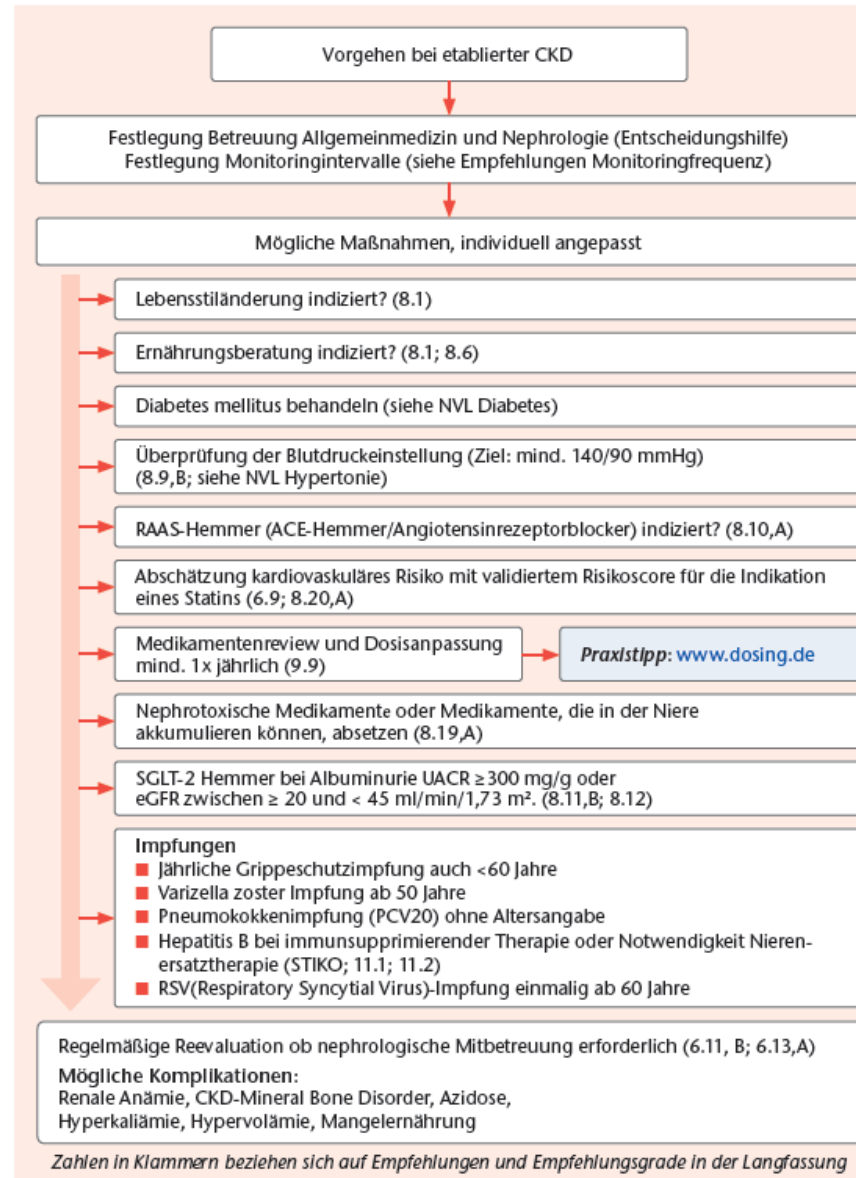 Vorgehen bei etablierter CKD
Festlegung Betreuung Allgemeinmedizin und Nephrologie (Entscheidungshilfe)
Festlegung Monitoringintervalle (siehe Empfehlungen Monitoringfrequenz)
Mögliche Maßnahmen, individuell angepasst
Lebensstiländerung indiziert? (8.1)
Ernährungsberatung indiziert? (8.1; 8.6)
Diabetes mellitus behandeln (siehe NVL Diabetes)
Überprüfung der Blutdruckeinstellung (Ziel: mind. 140/90 mmHg)
(8.9,B; siehe NVL Hypertonie)
RAAS-Hemmer (ACE-Hemmer/Angiotensinrezeptorblocker) indiziert? (8.10,A)
Abschätzung kardiovaskuläres Risiko mit validiertem Risikoscore für die Indikation
eines Statins (6.9; 8.20,A)
Medikamentenreview und Dosisanpassung
mind. 1x jährlich (9.9)
Praxistipp: www.dosing.de
Nephrotoxische Medikamente oder Medikamente, die in der Niere
akkumulieren können, absetzen (8.19,A)
SGLT-2 Hemmer bei Albuminurie UACR ≥300 mg/g oder
eGFR zwischen ≥ 20 und < 45 ml/min/1,73 m². (8.11,B; 8.12)
Impfungen
■ Jährliche Grippeschutzimpfung auch <60 Jahre
■ Varizella zoster Impfung ab 50 Jahre
■ Pneumokokkenimpfung (PCV20) ohne Altersangabe
■ Hepatitis B bei immunsupprimierender Therapie oder Notwendigkeit Nieren-
ersatztherapie (STIKO; 11.1; 11.2)
■ RSV(Respiratory Syncytial Virus)-Impfung einmalig ab 60 Jahre
Regelmäßige Reevaluation ob nephrologische Mitbetreuung erforderlich (6.11, B; 6.13,A)
Mögliche Komplikationen:
Renale Anämie, CKD-Mineral Bone Disorder, Azidose,
Hyperkaliämie, Hypervolämie, Mangelernährung
Zahlen in Klammern beziehen sich auf Empfehlungen und Empfehlungsgrade in der Langfassung